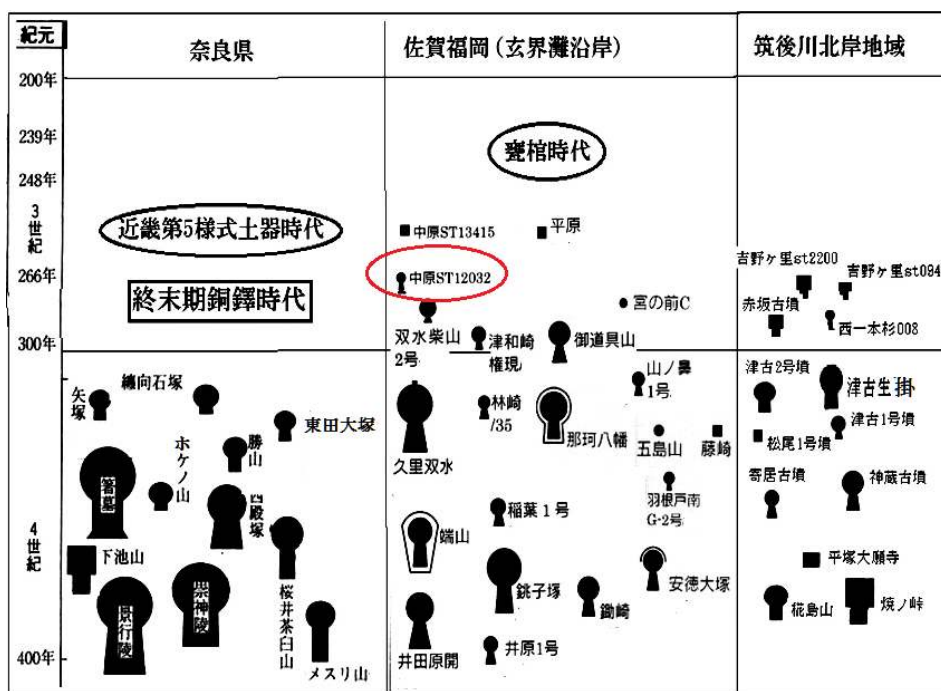 紀元
奈良県
佐賀福岡（玄界灘沿岸）
筑後川北岸地域
200年
239年
248年
3世紀
266年
300年
4世紀
400年
近畿第5様式土器時代
終末期銅鐸時代
纏向石塚
矢塚
東田大塚
勝山
ホケノ山
箸墓
西殿塚
下池山
景行陵
崇神陵
桜井茶臼山
メスリ山
甕棺時代
中原ST13415
平原
中原ST12032
宮の前C
双水柴山
2号
津和崎
権現
御道具山
山ノ鼻
1号
林崎
/35
久里双水
那珂八幡
五島山
藤崎
羽根戸南
G-2号
稲葉1号
端山
銚子塚
鋤崎
安徳大塚
井田原開
井原1号
吉野ヶ里st2200
吉野ヶ里st094
赤坂古墳
西一本杉008
津古2号墳
津古生掛
津古1号墳
松尾1号墳
寄居古墳
神蔵古墳
平塚大願寺
糀島山
焼ノ峠